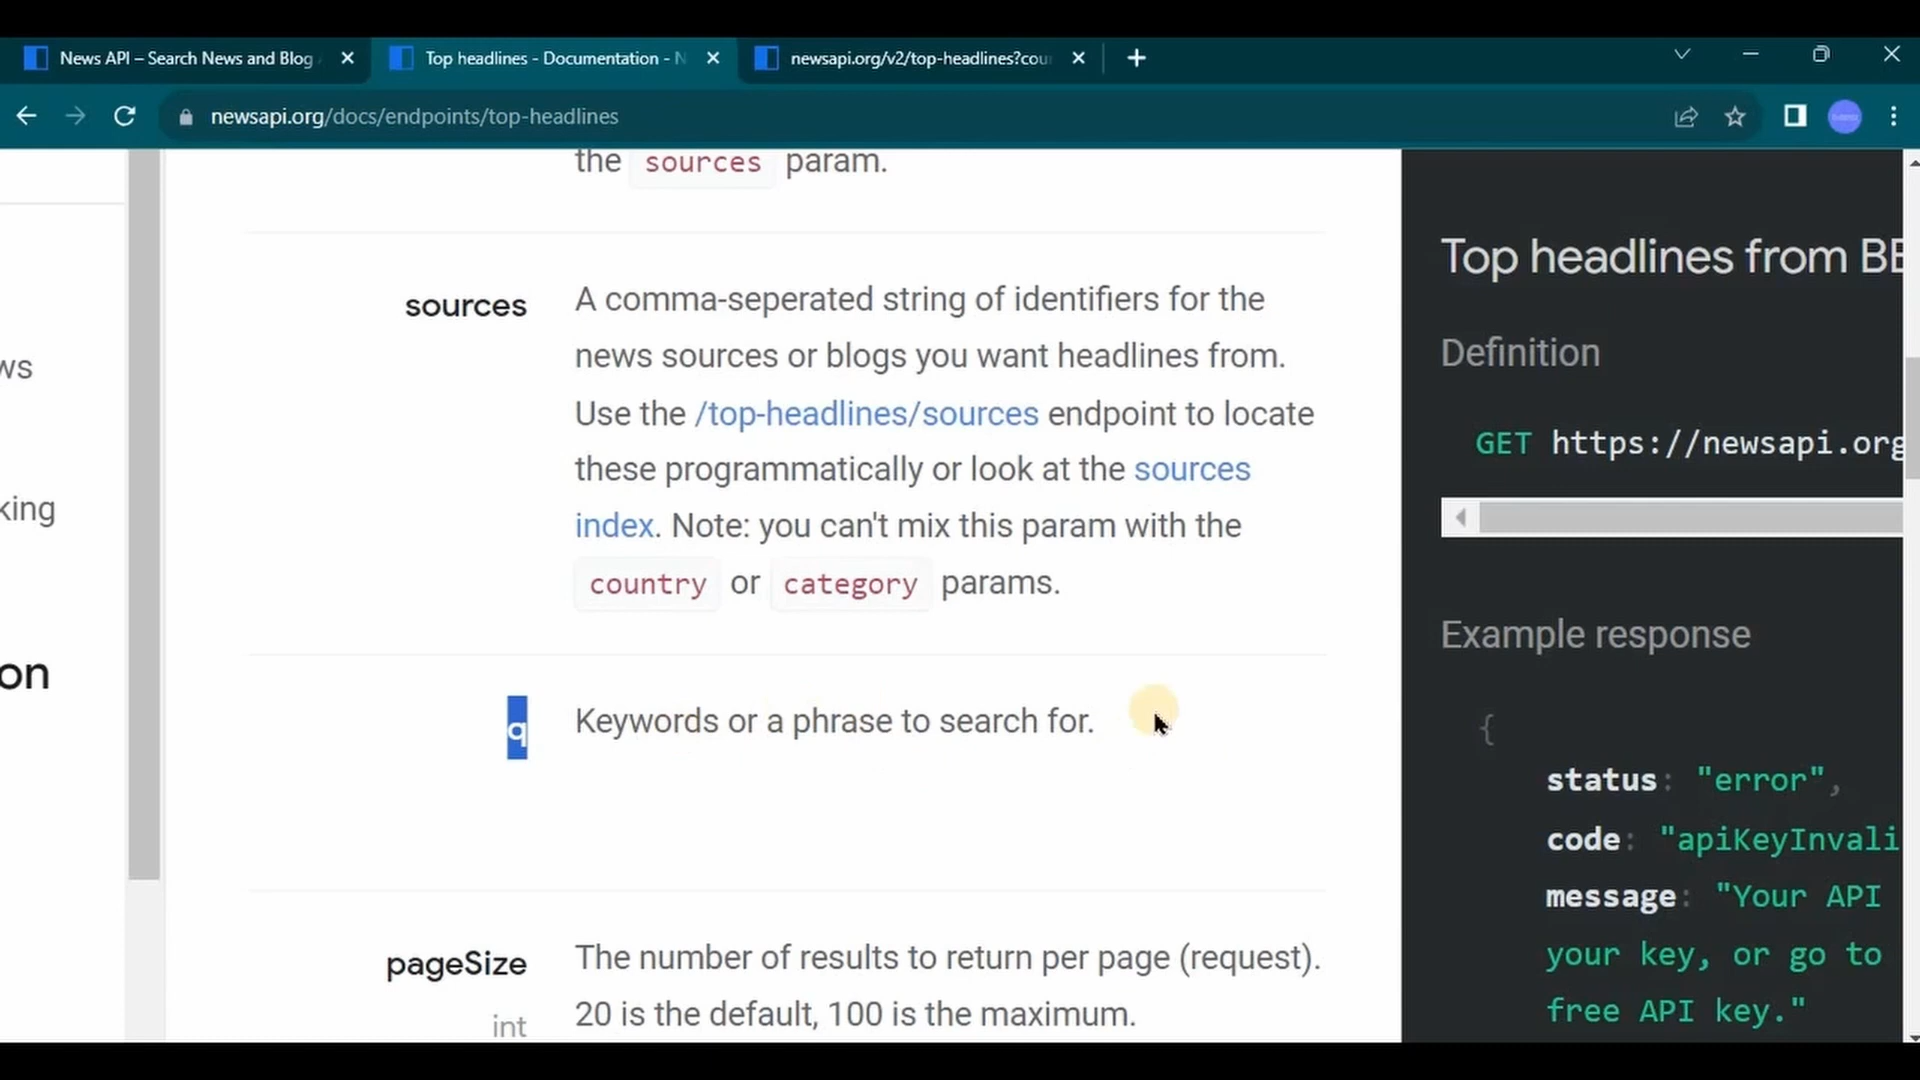 News API – Search News and Blog
Top headlines - Documentation - N
newsapi.org/v2/top-headlines?cou
newsapi.org/docs/endpoints/top-headlines
the sources param.
sources
A comma-seperated string of identifiers for the
news sources or blogs you want headlines from.
Use the /top-headlines/sources endpoint to locate
these programmatically or look at the sources
index. Note: you can't mix this param with the
country or category params.
q
Keywords or a phrase to search for.
pageSize
int
The number of results to return per page (request).
20 is the default, 100 is the maximum.
ws
king
on
Top headlines from BE
Definition
GET https://newsapi.org
Example response
{
status: "error",
code: "apiKeyInvali
message: "Your API
your key, or go to
free API key."